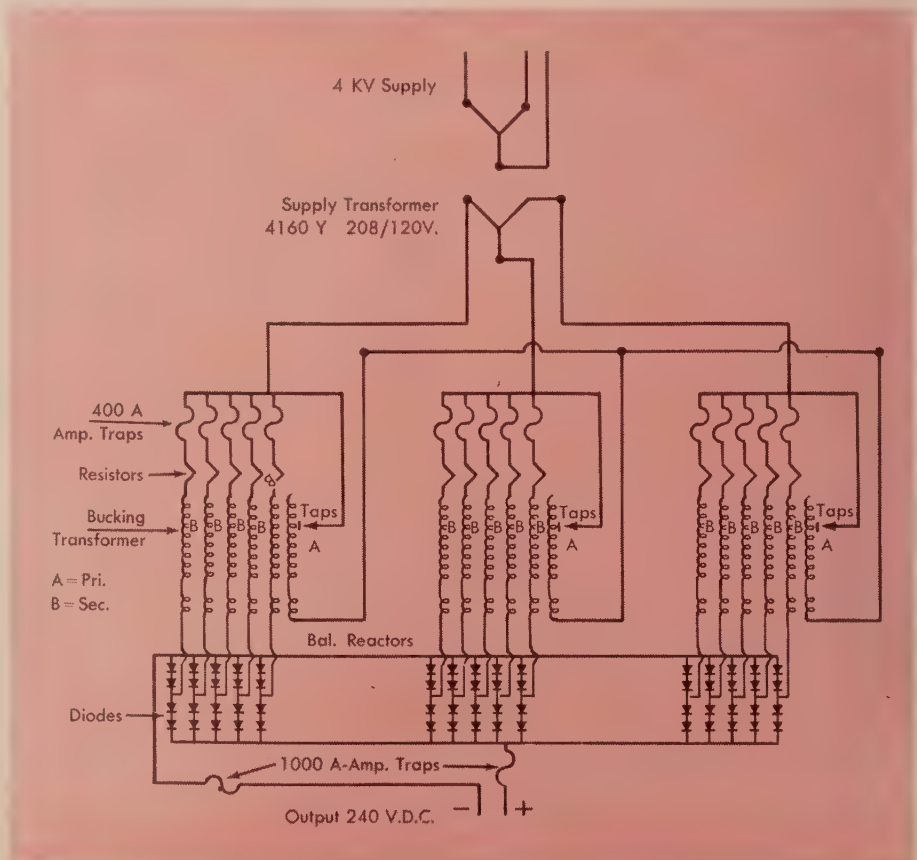 4 KV Supply
Supply Transformer
4160 Y 208/120V.
400 A
Amp. Traps
Resistors
Bucking
Transformer
A = Pri.
B = Sec.
B B B B B
Taps
A
B B B B B
Taps
A
B B B B B
Taps
A
Bal. Reactors
Diodes
1000 A-Amp. Traps
Output 240 V.D.C. − +